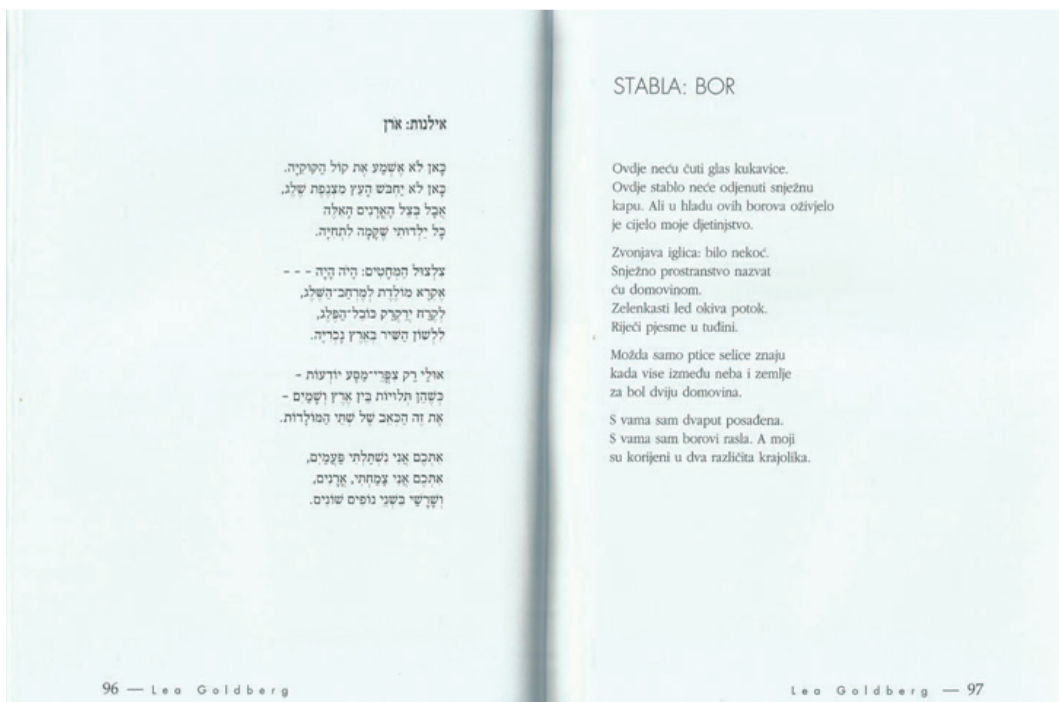 אילנות: אֹרן
כָּאן לֹא אֶשְׁמַע אֶת קוֹל הַקּוּקִיָּה.
כָּאן לֹא יַחְבֹּשׁ הָעֵץ מִצְנֶפֶת שֶׁלֶג,
אֲבָל בְּצֵל הָאֳרָנִים הָאֵלֶּה
כָּל יַלְדוּתִי שֶׁקָּמָה לִתְחִיָּה.
צִלְצוּל הַמְּחָטִים: הָיֹה הָיָה – – –
אֶקְרָא מוֹלֶדֶת לְמֶרְחַב־הַשֶּׁלֶג,
לְקֶרַח יְרַקְרַק כּוֹבֵל־הַפֶּלֶג,
לִלְשׁוֹן הַשִּׁיר בְּאֶרֶץ נָכְרִיָּה.
אוּלַי רַק צִפֳּרֵי־מַסָּע יוֹדְעוֹת –
כְּשֶׁהֵן תְּלוּיוֹת בֵּין אֶרֶץ וְשָׁמַיִם –
אֶת זֶה הַכְּאֵב שֶׁל שְׁתֵּי הַמּוֹלָדוֹת.
אִתְּכֶם אֲנִי נִשְׁתַּלְתִּי פַּעֲמַיִם,
אִתְּכֶם אֲנִי צָמַחְתִּי, אֳרָנִים,
וְשָׁרָשַׁי בִּשְׁנֵי נוֹפִים שׁוֹנִים.
96 — Lea Goldberg
STABLA: BOR
Ovdje neću čuti glas kukavice.
Ovdje stablo neće odjenuti snježnu
kapu. Ali u hladu ovih borova oživjelo
je cijelo moje djetinjstvo.
Zvonjava iglica: bilo nekoć.
Snježno prostranstvo nazvat
ću domovinom.
Zelenkasti led okiva potok.
Riječi pjesme u tuđini.
Možda samo ptice selice znaju
kada vise između neba i zemlje
za bol dviju domovina.
S vama sam dvaput posađena.
S vama sam borovi rasla. A moji
su korijeni u dva različita krajolika.
Lea Goldberg — 97